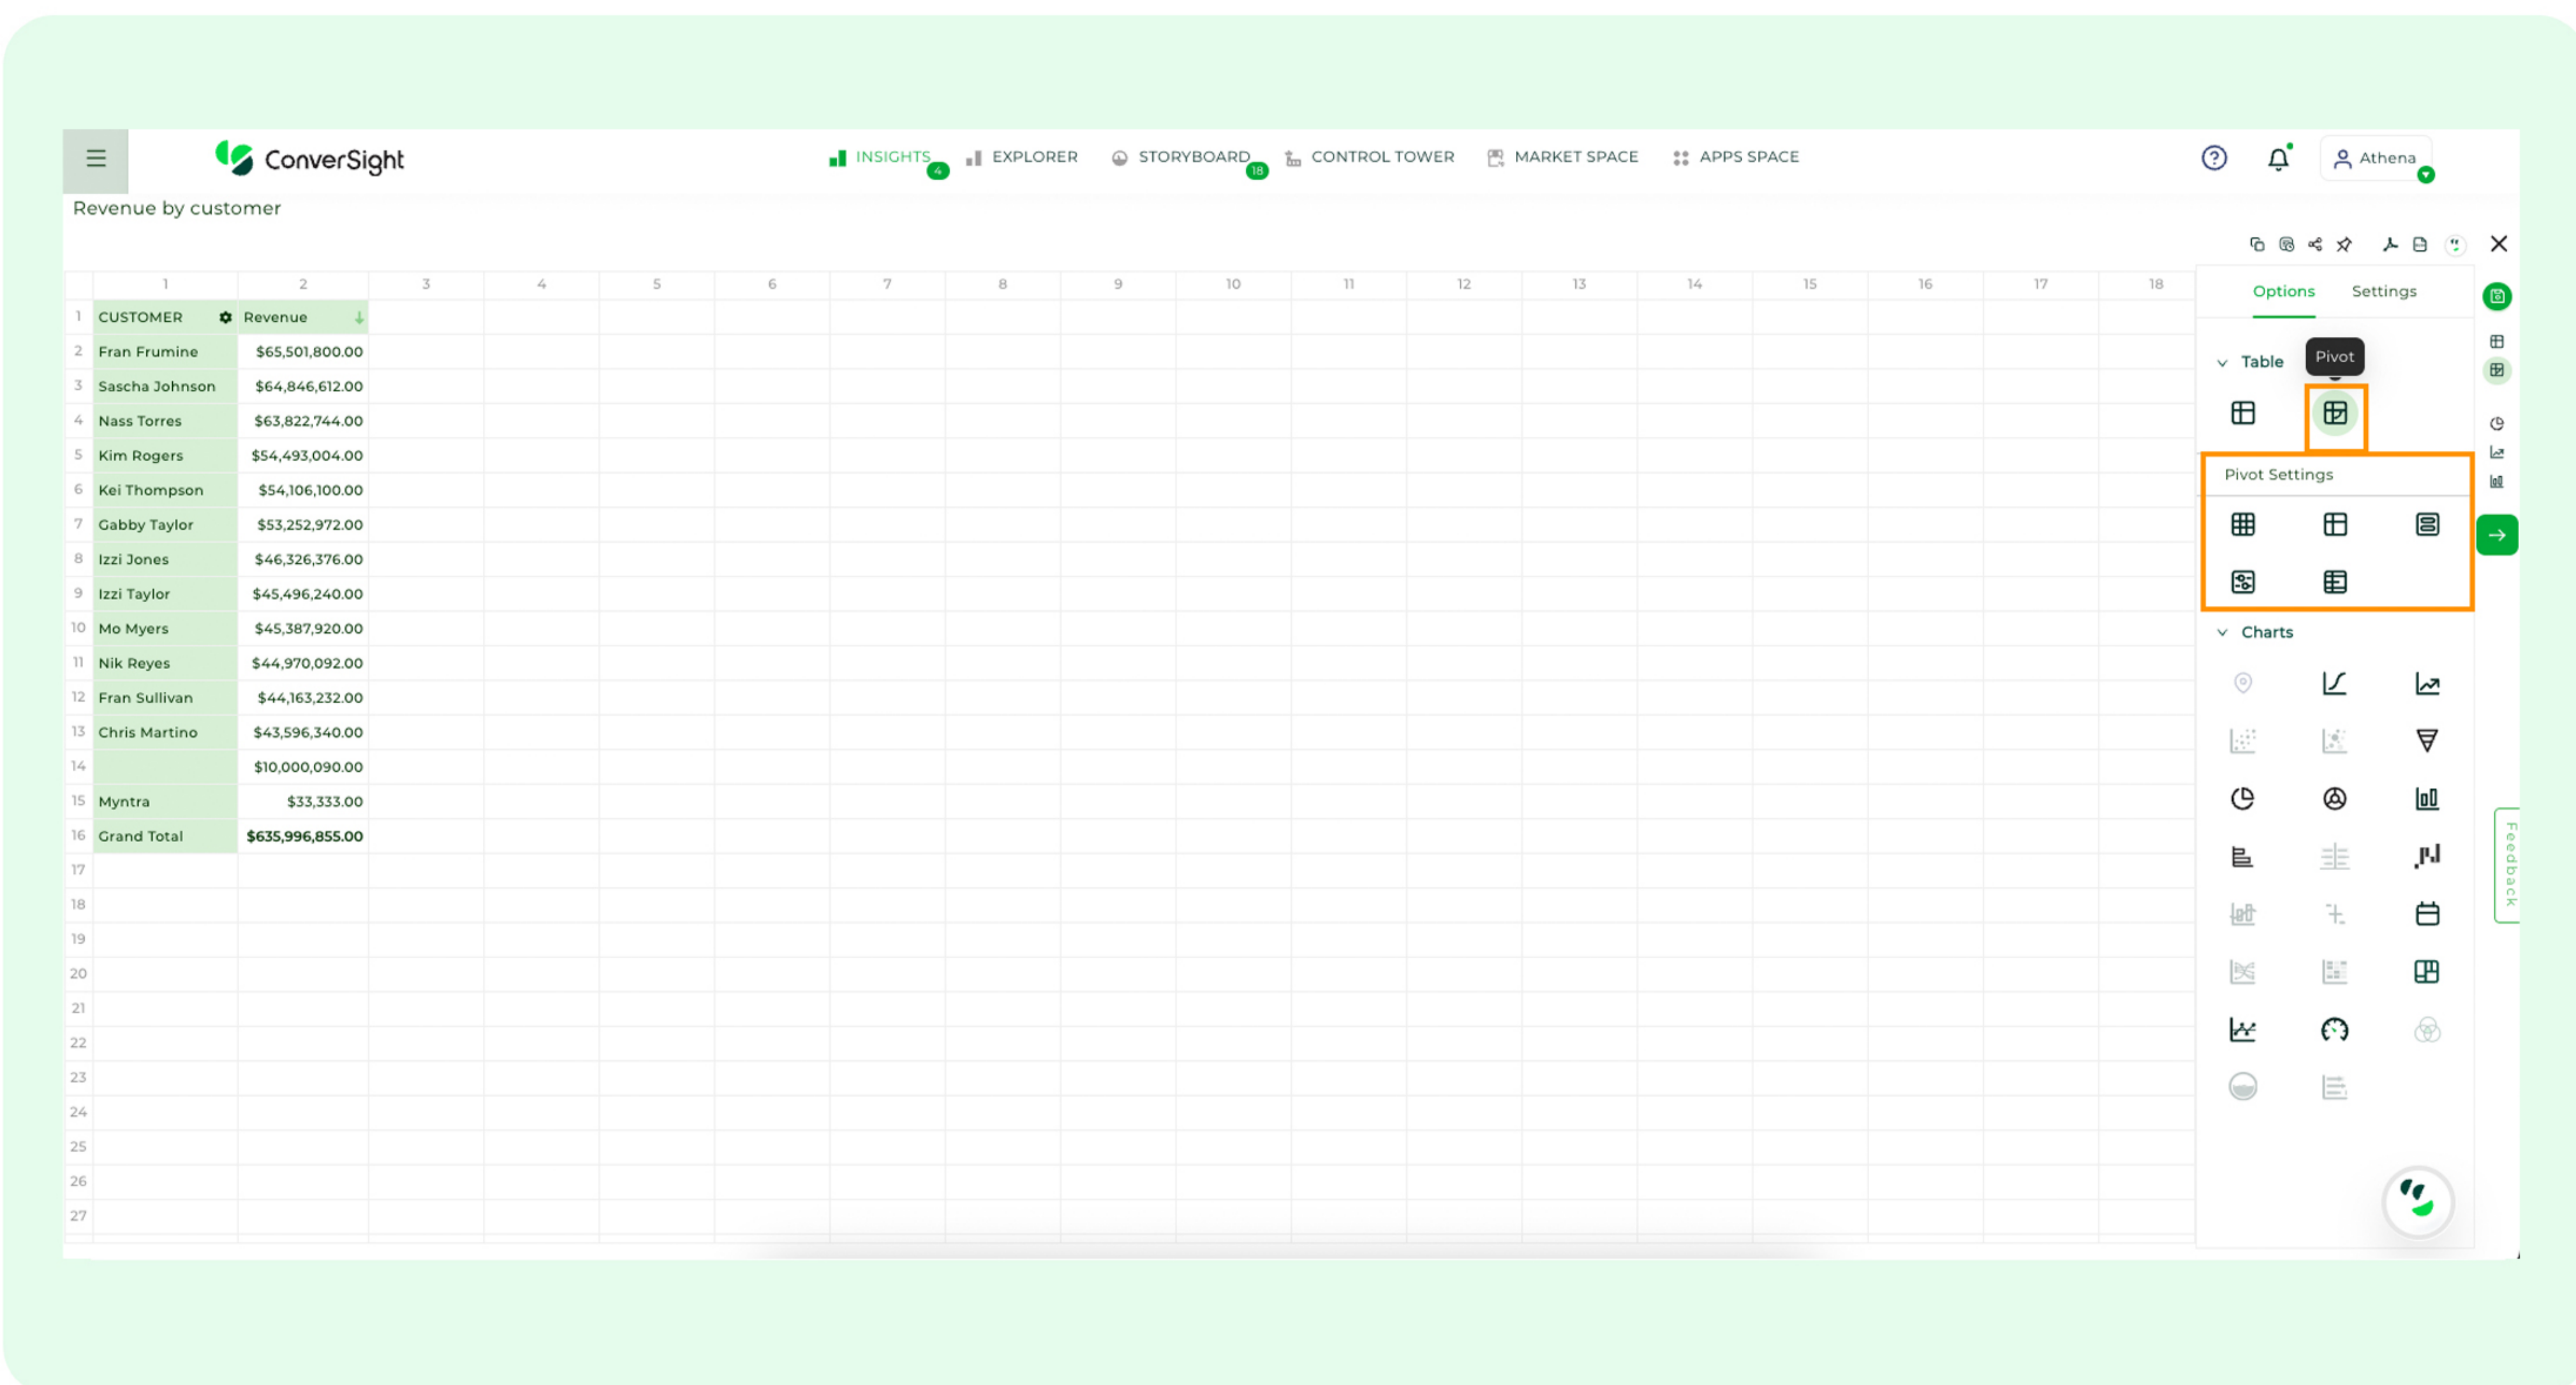 ConverSight
INSIGHTS 4 EXPLORER STORYBOARD 18 CONTROL TOWER MARKET SPACE APPS SPACE
? Athena
Revenue by customer
1 2 3 4 5 6 7 8 9 10 11 12 13 14 15 16 17 18
1 CUSTOMER Revenue
2 Fran Frumine $65,501,800.00
3 Sascha Johnson $64,846,612.00
4 Nass Torres $63,822,744.00
5 Kim Rogers $54,493,004.00
6 Kei Thompson $54,106,100.00
7 Gabby Taylor $53,252,972.00
8 Izzi Jones $46,326,376.00
9 Izzi Taylor $45,496,240.00
10 Mo Myers $45,387,920.00
11 Nik Reyes $44,970,092.00
12 Fran Sullivan $44,163,232.00
13 Chris Martino $43,596,340.00
14 $10,000,090.00
15 Myntra $33,333.00
16 Grand Total $635,996,855.00
17
18
19
20
21
22
23
24
25
26
27
Options Settings
Table Pivot
Pivot Settings
Charts
Feedback